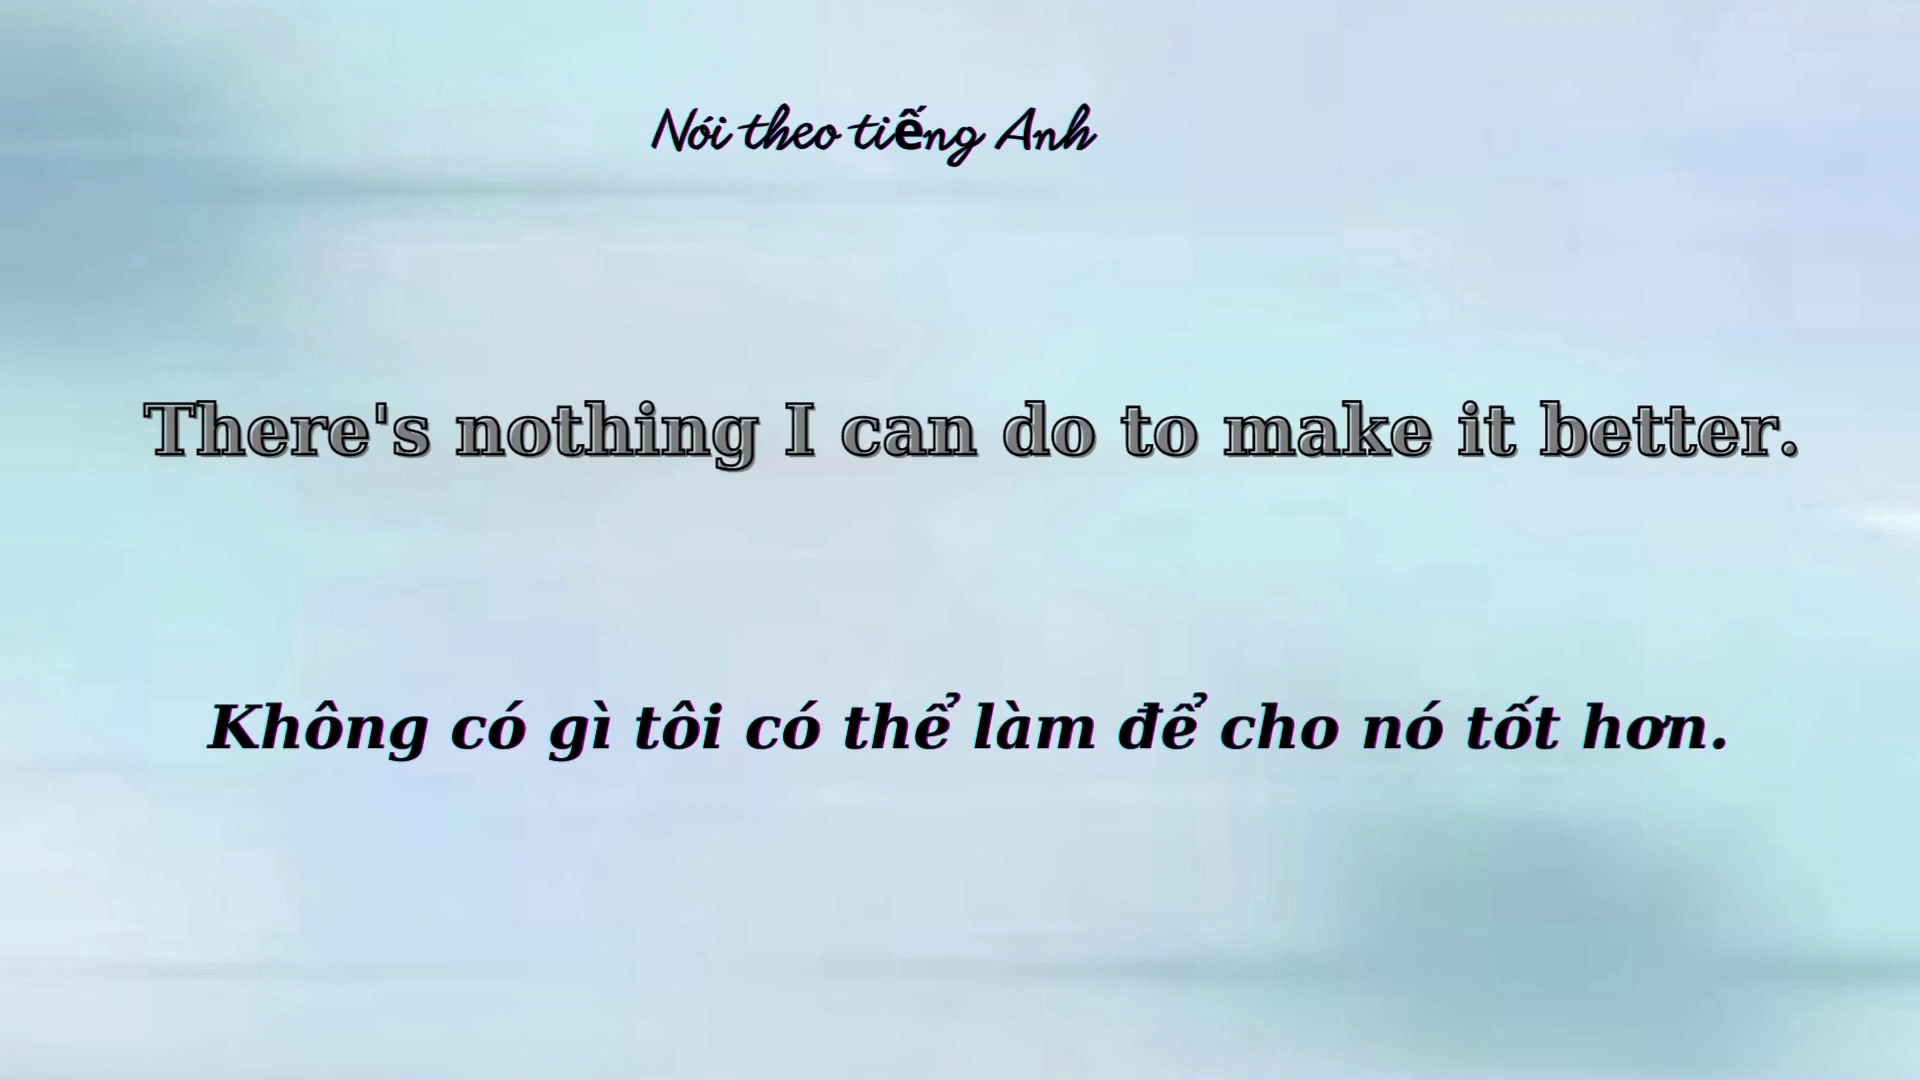 Nói theo tiếng Anh
There's nothing I can do to make it better.
Không có gì tôi có thể làm để cho nó tốt hơn.